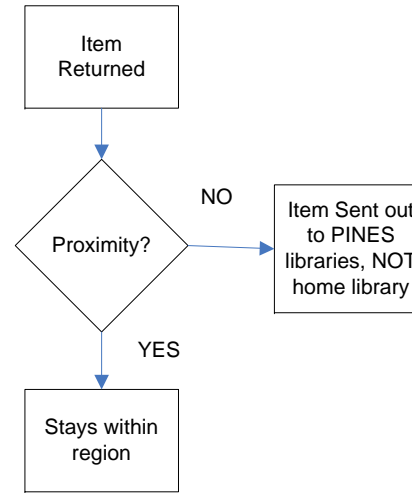 Item
Returned
NO
Proximity?
Item Sent out
to PINES
libraries, NOT
home library
YES
Stays within
region